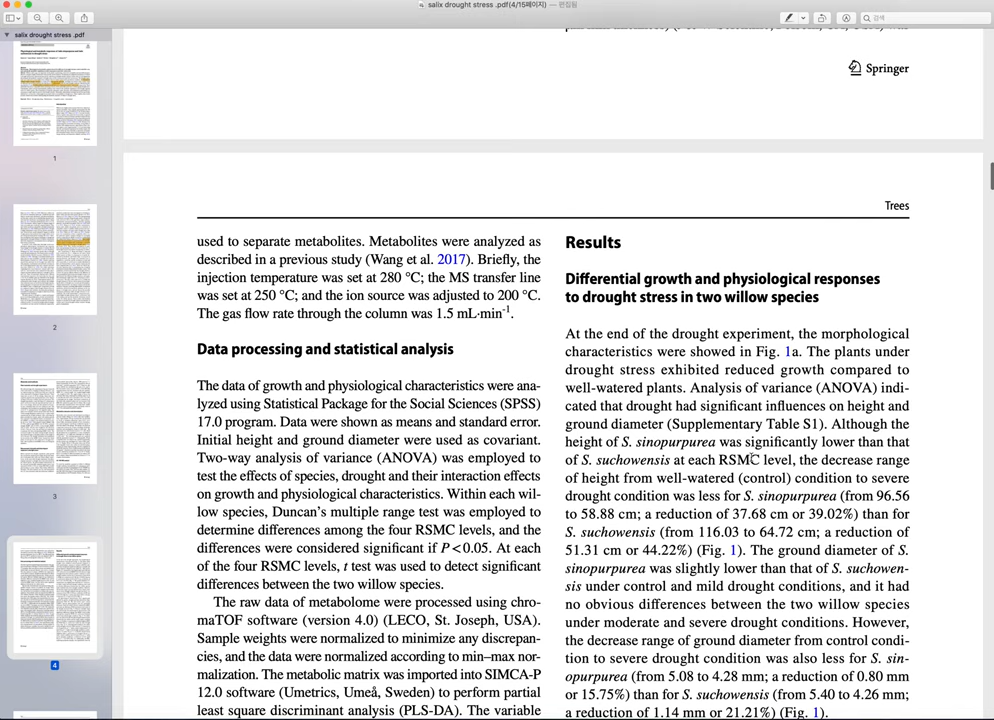 salix drought stress .pdf(4/15페이지) — 편집됨
검색
salix drought stress .pdf
1
2
3
4
Springer
Trees
used to separate metabolites. Metabolites were analyzed as
described in a previous study (Wang et al. 2017). Briefly, the
injection temperature was set at 280 °C; the MS transfer line
was set at 250 °C; and the ion source was adjusted to 200 °C.
The gas flow rate through the column was 1.5 mL·min⁻¹.
Data processing and statistical analysis
The data of growth and physiological characteristics were ana-
lyzed using Statistical Package for the Social Sciences (SPSS)
17.0 program. Data were shown as means and standard error.
Initial height and ground diameter were used as covariant.
Two-way analysis of variance (ANOVA) was employed to
test the effects of species, drought and their interaction effects
on growth and physiological characteristics. Within each wil-
low species, Duncan's multiple range test was employed to
determine differences among the four RSMC levels, and the
differences were considered significant if P < 0.05. At each
of the four RSMC levels, t test was used to detect significant
differences between the two willow species.
The raw data of metabolome were processed using chro-
maTOF software (version 4.0) (LECO, St. Joseph, USA).
Sample weights were normalized to minimize any discrepan-
cies, and the data were normalized according to min–max nor-
malization. The metabolic matrix was imported into SIMCA-P
12.0 software (Umetrics, Umeå, Sweden) to perform partial
least square discriminant analysis (PLS-DA). The variable
Results
Differential growth and physiological responses
to drought stress in two willow species
At the end of the drought experiment, the morphological
characteristics were showed in Fig. 1a. The plants under
drought stress exhibited reduced growth compared to
well-watered plants. Analysis of variance (ANOVA) indi-
cated that drought had significant influences on height and
ground diameter (Supplementary Table S1). Although the
height of S. sinopurpurea was significantly lower than that
of S. suchowensis at each RSMC level, the decrease range
of height from well-watered (control) condition to severe
drought condition was less for S. sinopurpurea (from 96.56
to 58.88 cm; a reduction of 37.68 cm or 39.02%) than for
S. suchowensis (from 116.03 to 64.72 cm; a reduction of
51.31 cm or 44.22%) (Fig. 1). The ground diameter of S.
sinopurpurea was slightly lower than that of S. suchowen-
sis under control and mild drought conditions, and it had
no obvious differences between the two willow species
under moderate and severe drought conditions. However,
the decrease range of ground diameter from control condi-
tion to severe drought condition was also less for S. sin-
opurpurea (from 5.08 to 4.28 mm; a reduction of 0.80 mm
or 15.75%) than for S. suchowensis (from 5.40 to 4.26 mm;
a reduction of 1.14 mm or 21.21%) (Fig. 1).